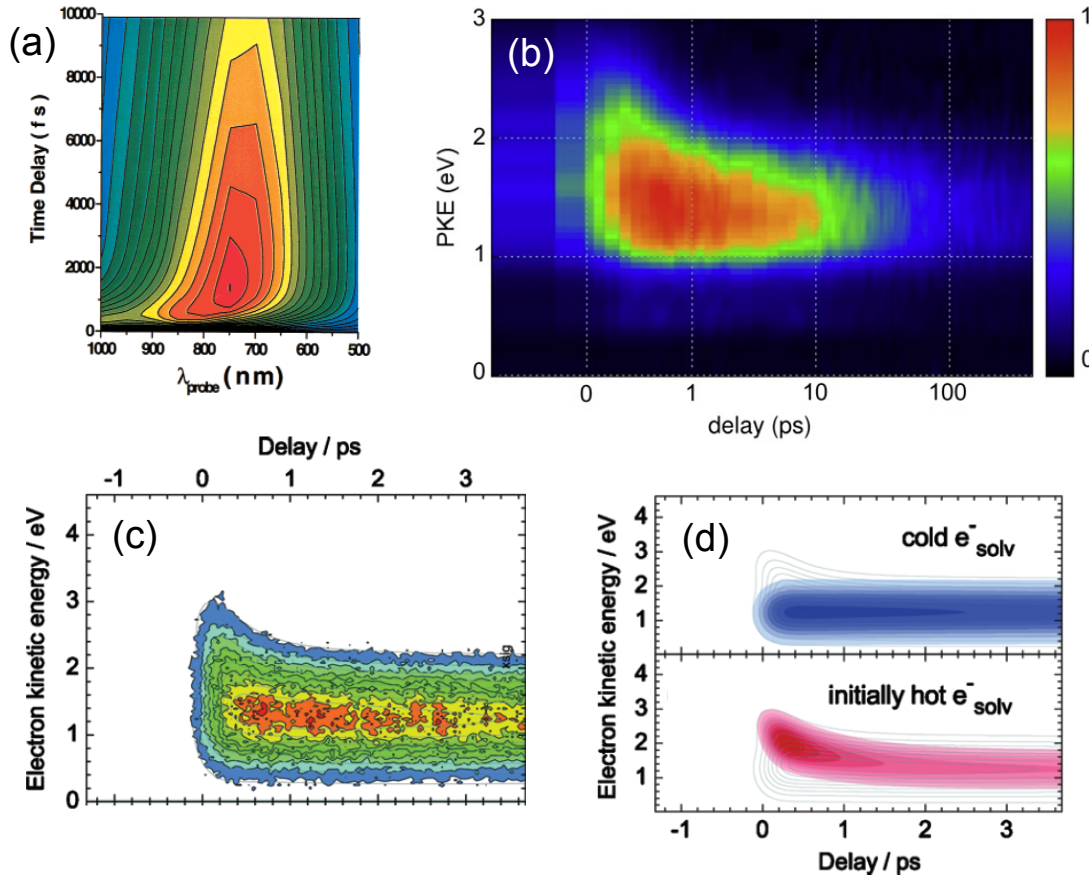 (a)
Time Delay ( f s )
10000
8000
6000
4000
2000
0
1000 900 800 700 600 500
λprobe (nm)
(b)
PKE (eV)
3
2
1
0
0 1 10 100
delay (ps)
1
0
Delay / ps
-1 0 1 2 3
(c)
Electron kinetic energy / eV
4
3
2
1
0
xsig
(d)
Electron kinetic energy / eV
cold e⁻solv
4
3
2
1
initially hot e⁻solv
4
3
2
1
-1 0 1 2 3
Delay / ps